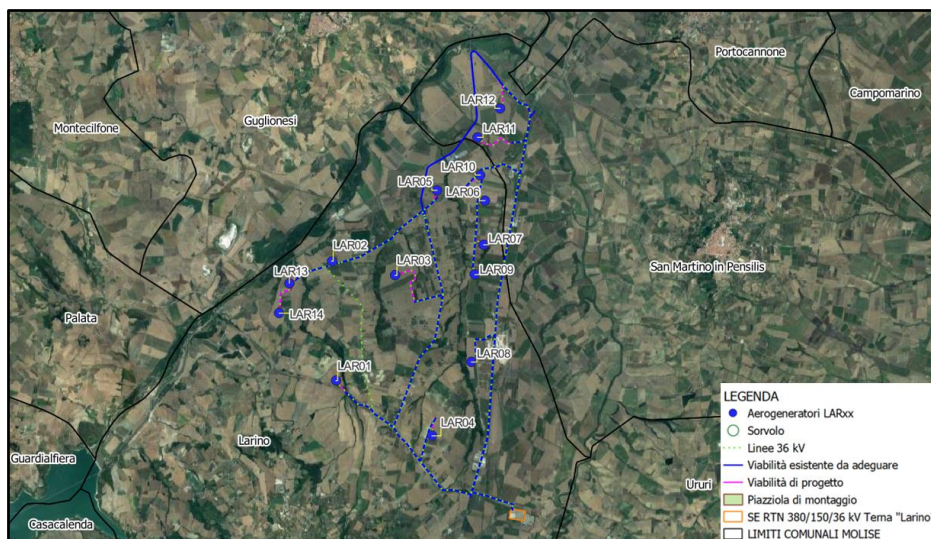 Portocannone
Campomarino
Montecilfone
Guglionesi
LAR12
LAR11
LAR10
LAR05
LAR06
LAR02
LAR07
LAR03
LAR13
LAR09
San Martino in Pensilis
LAR14
Palata
LAR08
LAR01
LAR04
Larino
Guardialfiera
Ururi
Casacalenda
LEGENDA
Aerogeneratori LARxx
Sorvolo
Linee 36 kV
Viabilità esistente da adeguare
Viabilità di progetto
Piazziola di montaggio
SE RTN 380/150/36 kV Terna "Larino"
LIMITI COMUNALI MOLISE